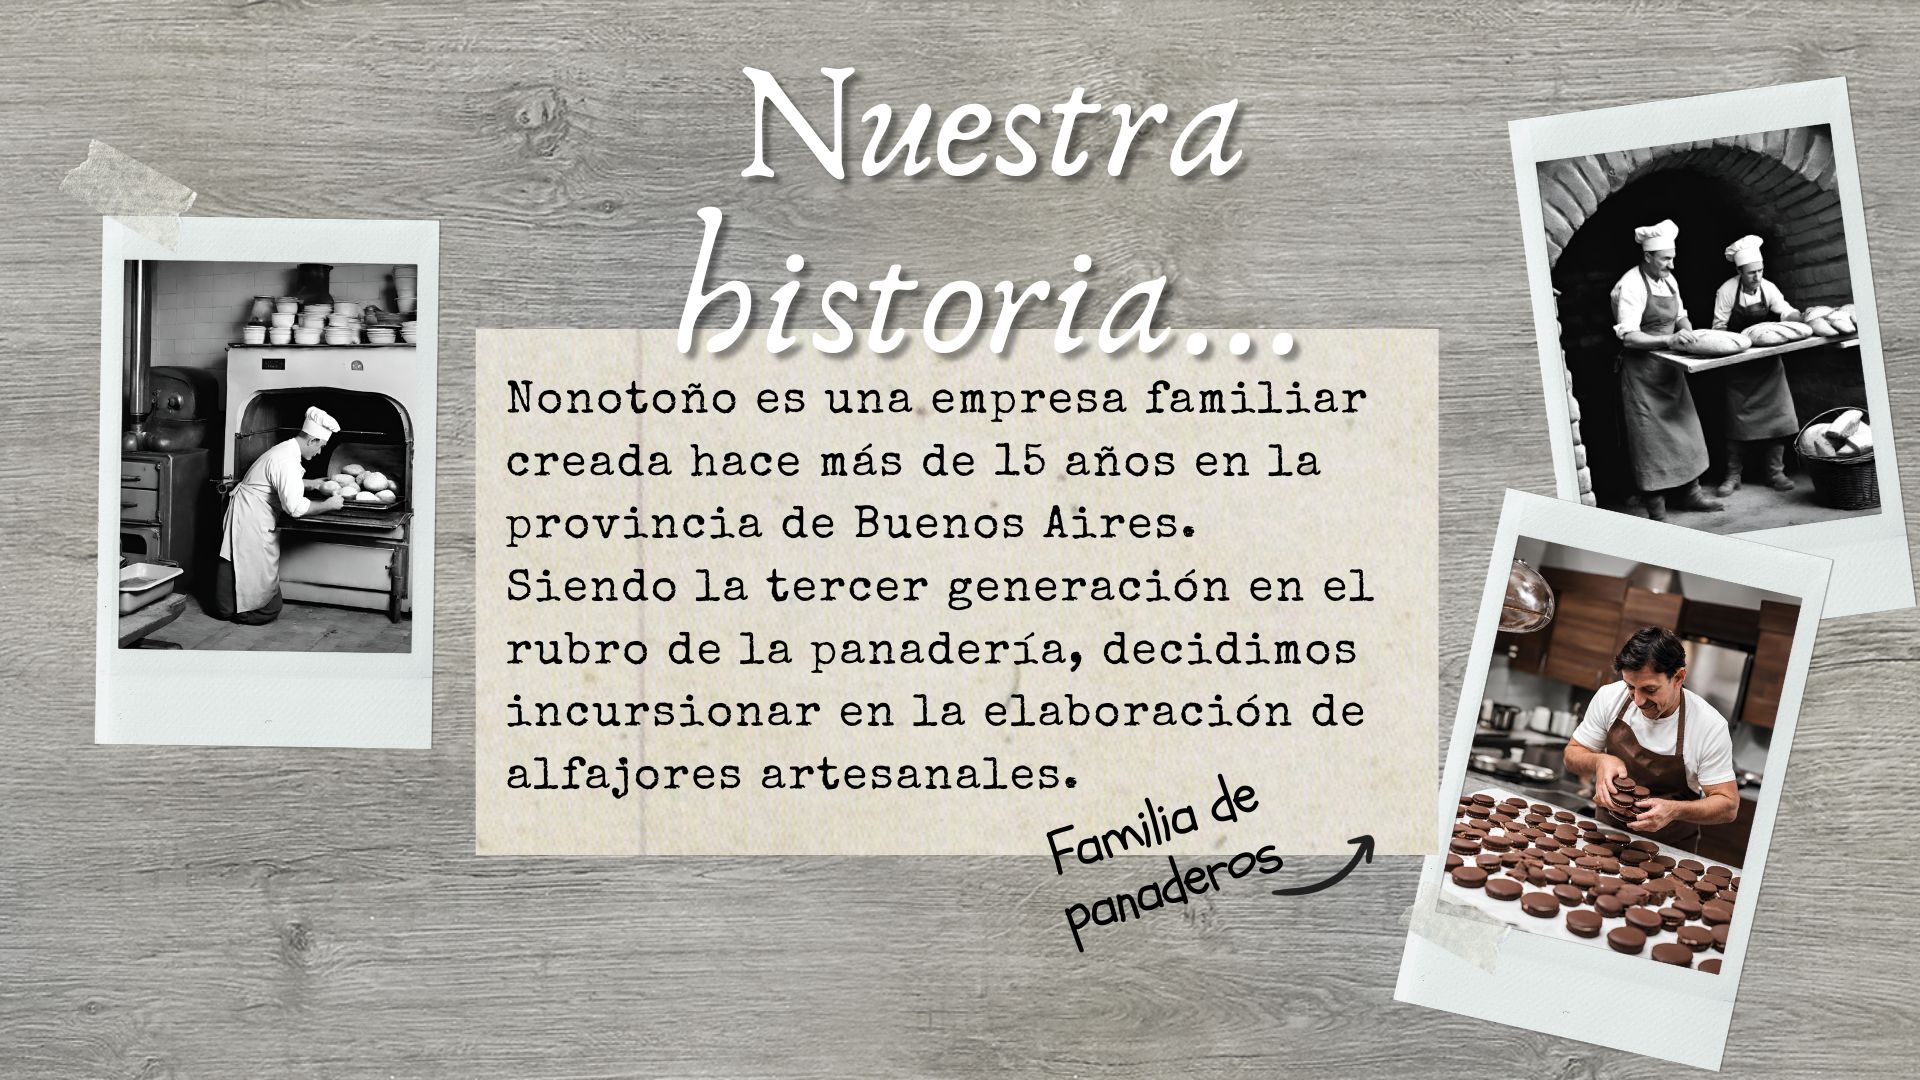 Nuestra
historia...
Nonotoño es una empresa familiar
creada hace más de 15 años en la
provincia de Buenos Aires.
Siendo la tercer generación en el
rubro de la panadería, decidimos
incursionar en la elaboración de
alfajores artesanales.
Familia de
panaderos